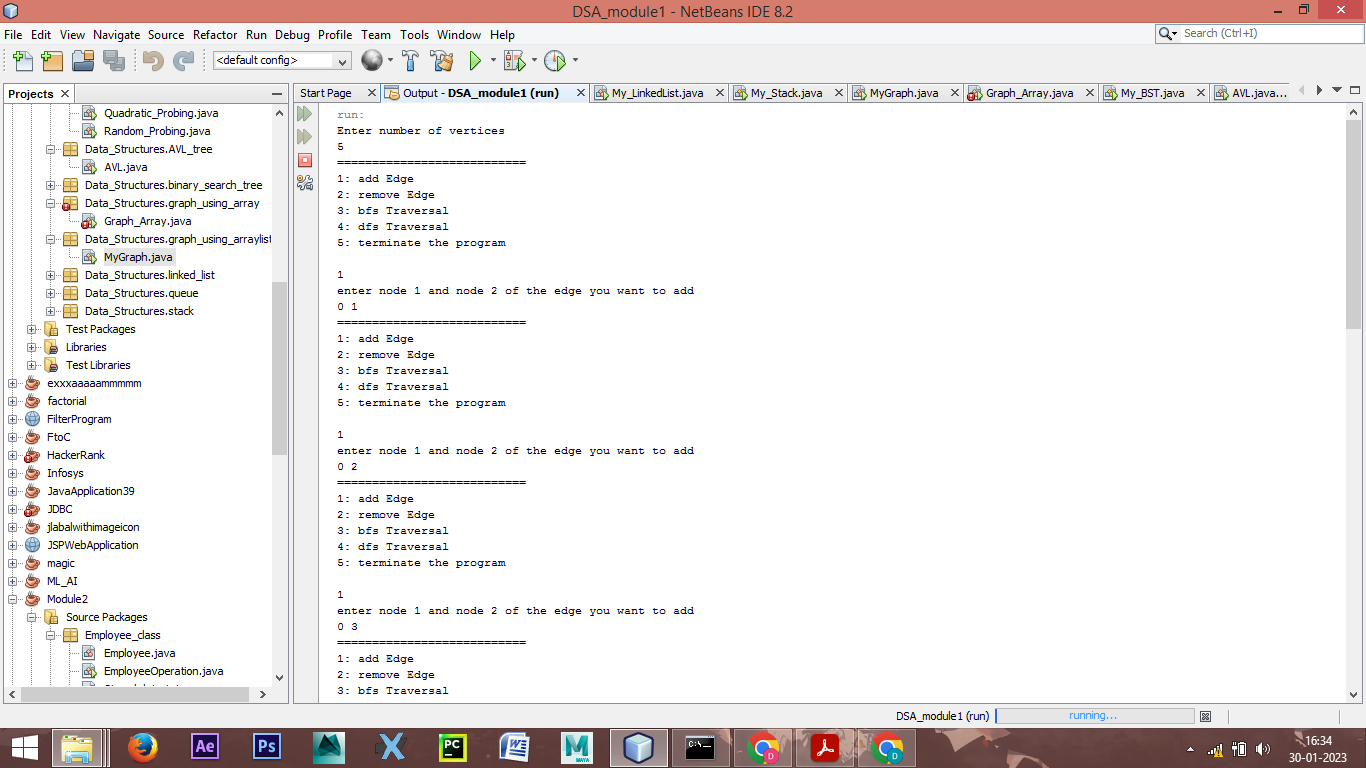 DSA_module1 - NetBeans IDE 8.2
File Edit View Navigate Source Refactor Run Debug Profile Team Tools Window Help
Search (Ctrl+I)
<default config>
Projects
Quadratic_Probing.java
Random_Probing.java
Data_Structures.AVL_tree
AVL.java
Data_Structures.binary_search_tree
Data_Structures.graph_using_array
Graph_Array.java
Data_Structures.graph_using_arraylist
MyGraph.java
Data_Structures.linked_list
Data_Structures.queue
Data_Structures.stack
Test Packages
Libraries
Test Libraries
exxxaaaaammmmm
factorial
FilterProgram
FtoC
HackerRank
Infosys
JavaApplication39
JDBC
jlabalwithimageicon
JSPWebApplication
magic
ML_AI
Module2
Source Packages
Employee_class
Employee.java
EmployeeOperation.java
Start Page Output - DSA_module1 (run) My_LinkedList.java My_Stack.java MyGraph.java Graph_Array.java My_BST.java AVL.java...
run:
Enter number of vertices
5
===========================
1: add Edge
2: remove Edge
3: bfs Traversal
4: dfs Traversal
5: terminate the program
1
enter node 1 and node 2 of the edge you want to add
0 1
===========================
1: add Edge
2: remove Edge
3: bfs Traversal
4: dfs Traversal
5: terminate the program
1
enter node 1 and node 2 of the edge you want to add
0 2
===========================
1: add Edge
2: remove Edge
3: bfs Traversal
4: dfs Traversal
5: terminate the program
1
enter node 1 and node 2 of the edge you want to add
0 3
===========================
1: add Edge
2: remove Edge
3: bfs Traversal
DSA_module1 (run) running...
Ae Ps X PC W M MAYA C:\ D D
16:34
30-01-2023